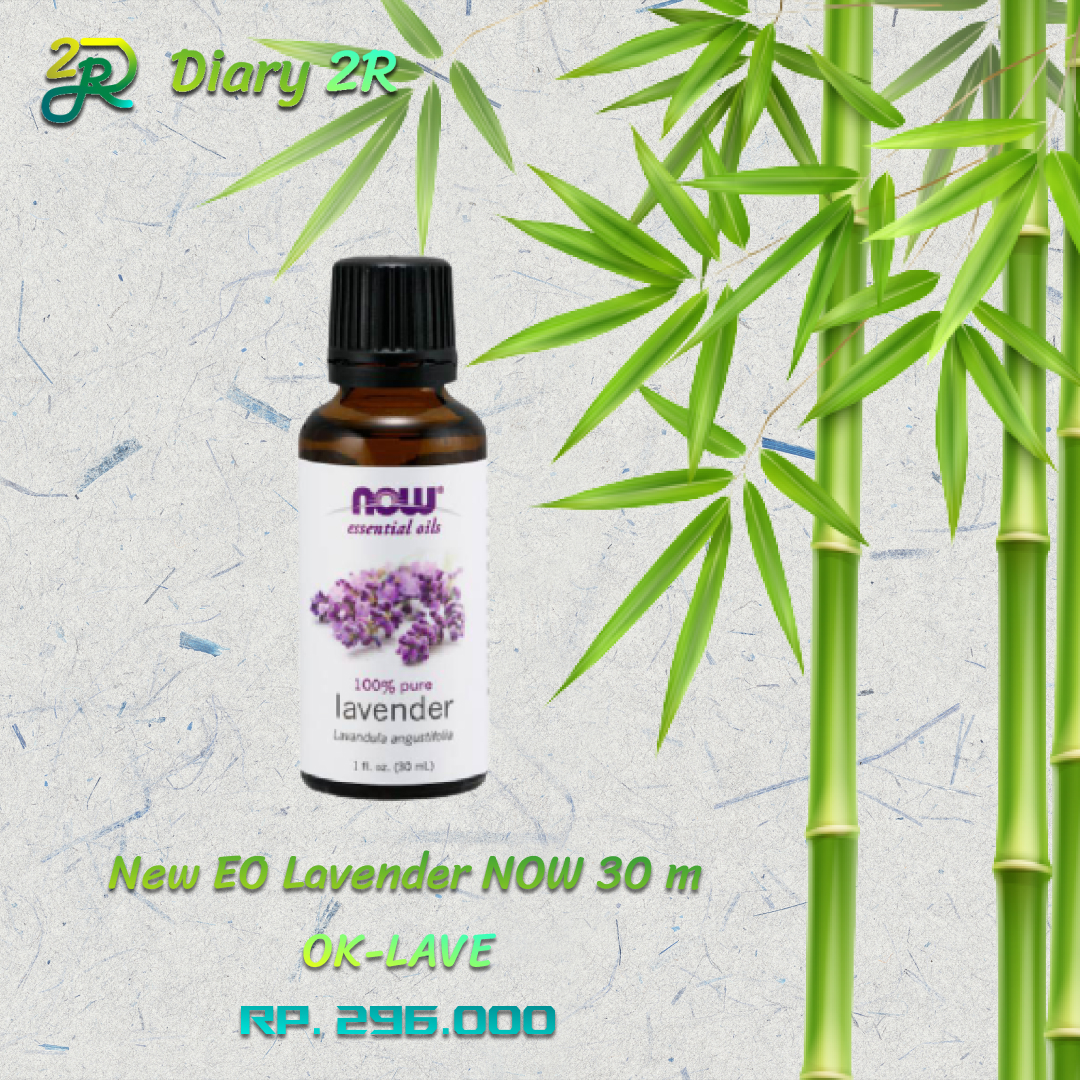 2R Diary 2R
NOW®
essential oils
100% pure
lavender
Lavandula angustifolia
1 fl. oz. (30 mL)
New EO Lavender NOW 30 m
OK-LAVE
RP. 296.000